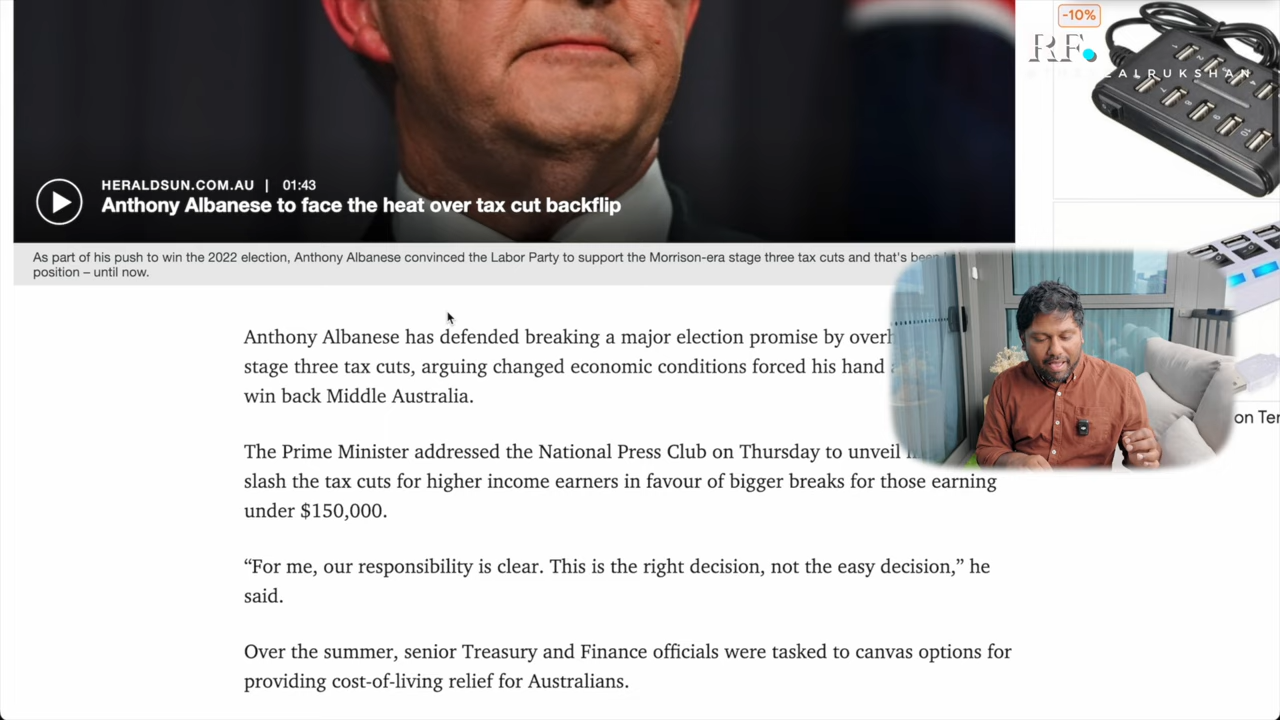 -10%
RF.
ALRUKSHAN
HERALDSUN.COM.AU | 01:43
Anthony Albanese to face the heat over tax cut backflip
As part of his push to win the 2022 election, Anthony Albanese convinced the Labor Party to support the Morrison-era stage three tax cuts and that's
position – until now.
Anthony Albanese has defended breaking a major election promise by
stage three tax cuts, arguing changed economic conditions forced his hand
win back Middle Australia.
on
The Prime Minister addressed the National Press Club on Thursday to unveil
slash the tax cuts for higher income earners in favour of bigger breaks for those earning
under $150,000.
“For me, our responsibility is clear. This is the right decision, not the easy decision,” he
said.
Over the summer, senior Treasury and Finance officials were tasked to canvas options for
providing cost-of-living relief for Australians.